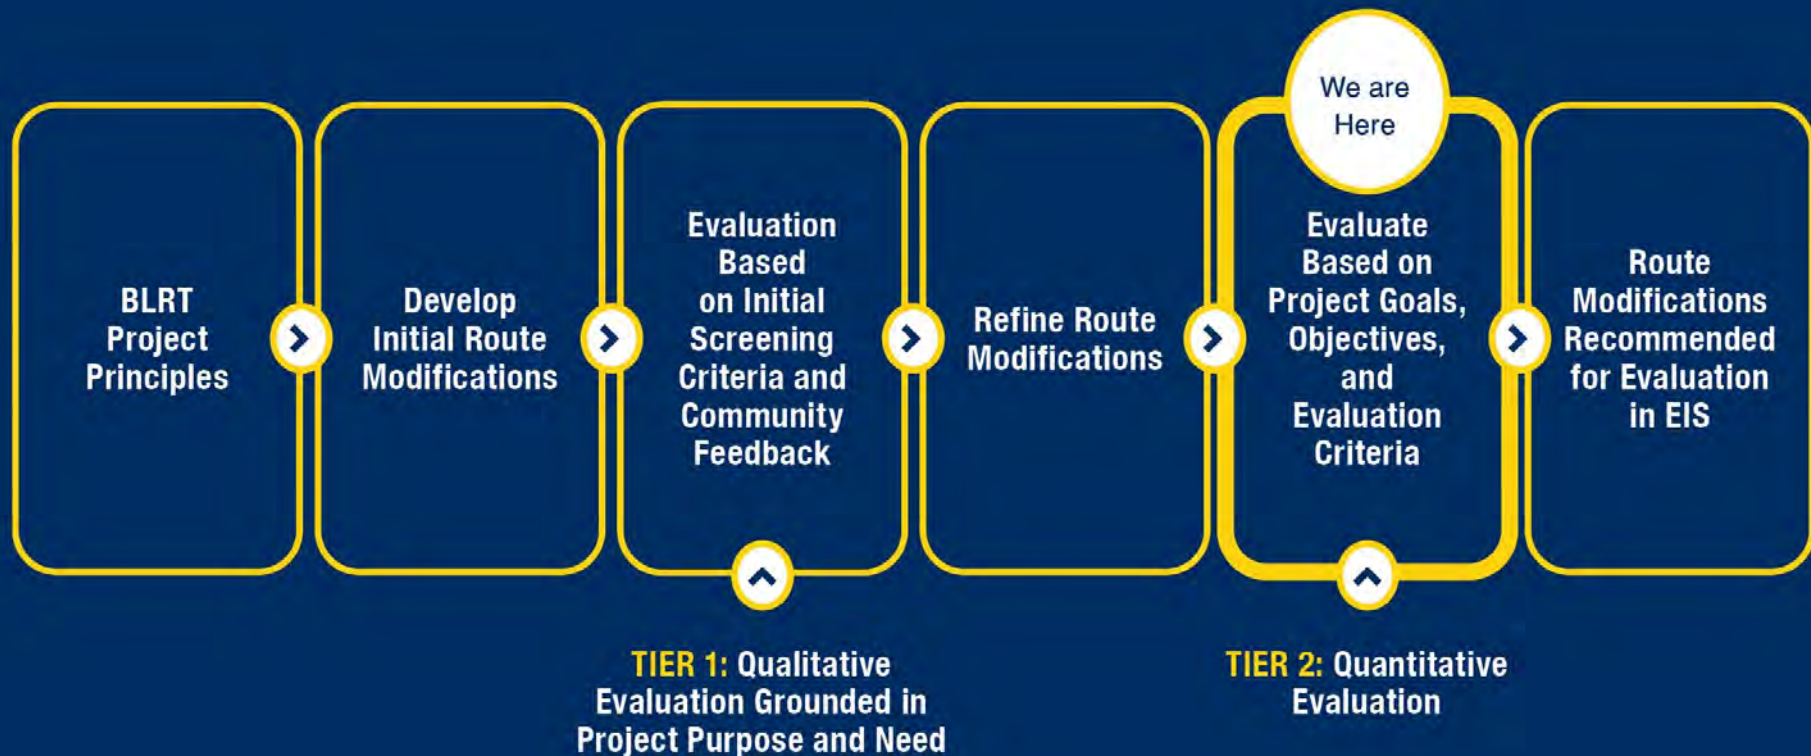 We are
Here
BLRT
Project
Principles
Develop
Initial Route
Modifications
Evaluation
Based
on Initial
Screening
Criteria and
Community
Feedback
Refine Route
Modifications
Evaluate
Based on
Project Goals,
Objectives,
and
Evaluation
Criteria
Route
Modifications
Recommended
for Evaluation
in EIS
TIER 1: Qualitative
Evaluation Grounded in
Project Purpose and Need
TIER 2: Quantitative
Evaluation